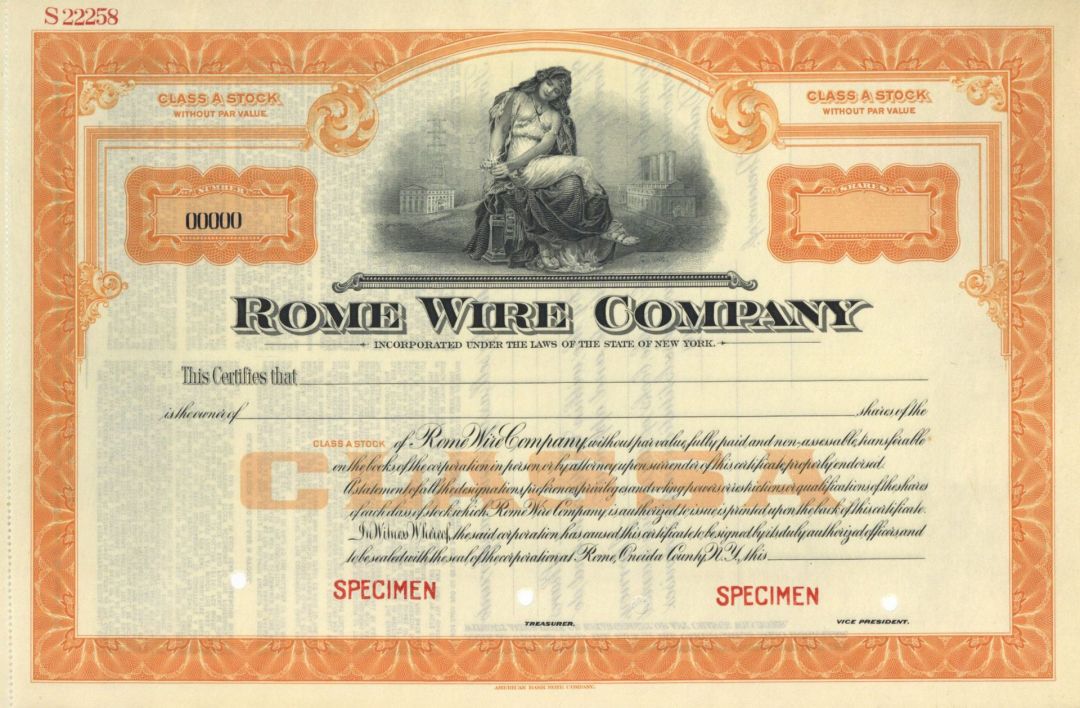 S 22258
CLASS A STOCK
WITHOUT PAR VALUE
CLASS A STOCK
WITHOUT PAR VALUE
NUMBER
00000
SHARES
ROME WIRE COMPANY
INCORPORATED UNDER THE LAWS OF THE STATE OF NEW YORK.
This Certifies that
is the owner of shares of the
CLASS A STOCK of Rome Wire Company, without par value, fully paid and non-assessable, transferable
on the books of the corporation in person or by attorney upon surrender of this certificate properly endorsed.
A statement of all the designations, preferences, privileges and voting powers or restrictions or qualifications of the shares
of each class of stock which Rome Wire Company is authorized to issue is printed upon the back of this certificate.
In Witness Whereof, the said corporation has caused this certificate to be signed by its duly authorized officers and
to be sealed with the seal of the corporation at Rome, Oneida County, N.Y., this
CLASS A
SPECIMEN
SPECIMEN
TREASURER.
VICE PRESIDENT.
AMERICAN BANK NOTE COMPANY.